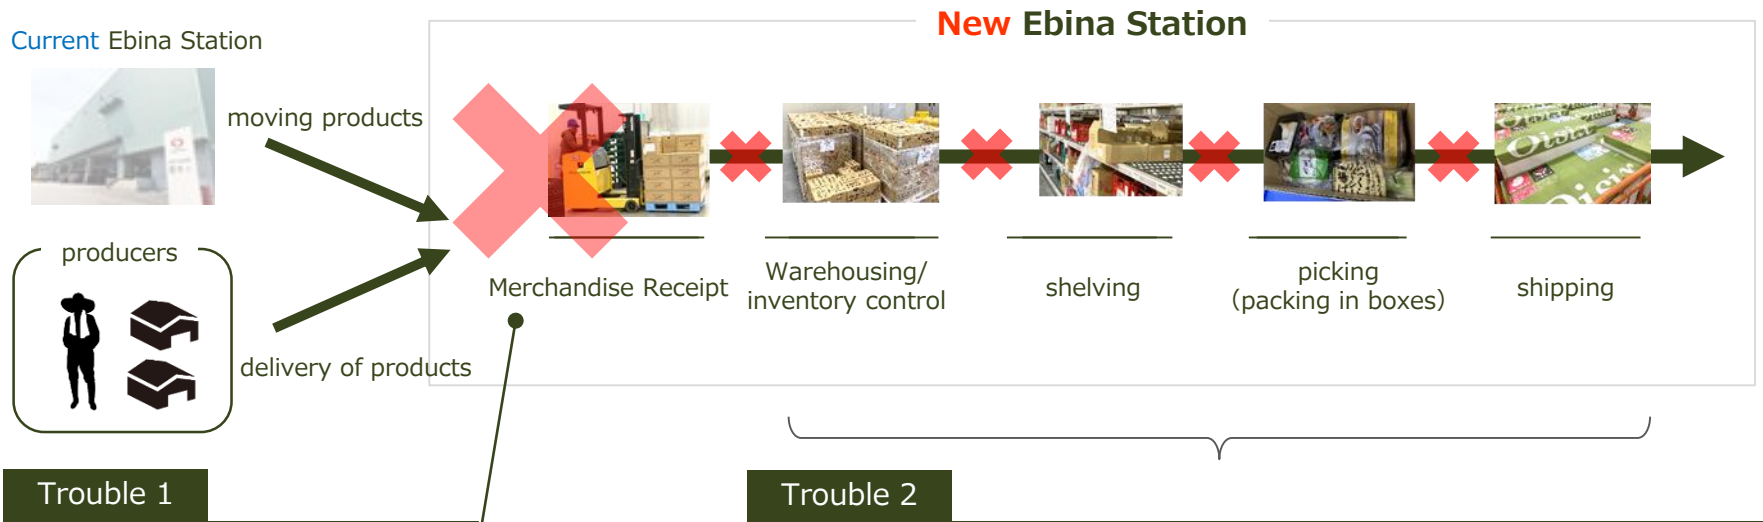 New Ebina Station
Current Ebina Station
moving products
producers
delivery of products
Merchandise Receipt
Warehousing/
inventory control
shelving
picking
(packing in boxes)
shipping
Oisix
Trouble 1
Trouble 2